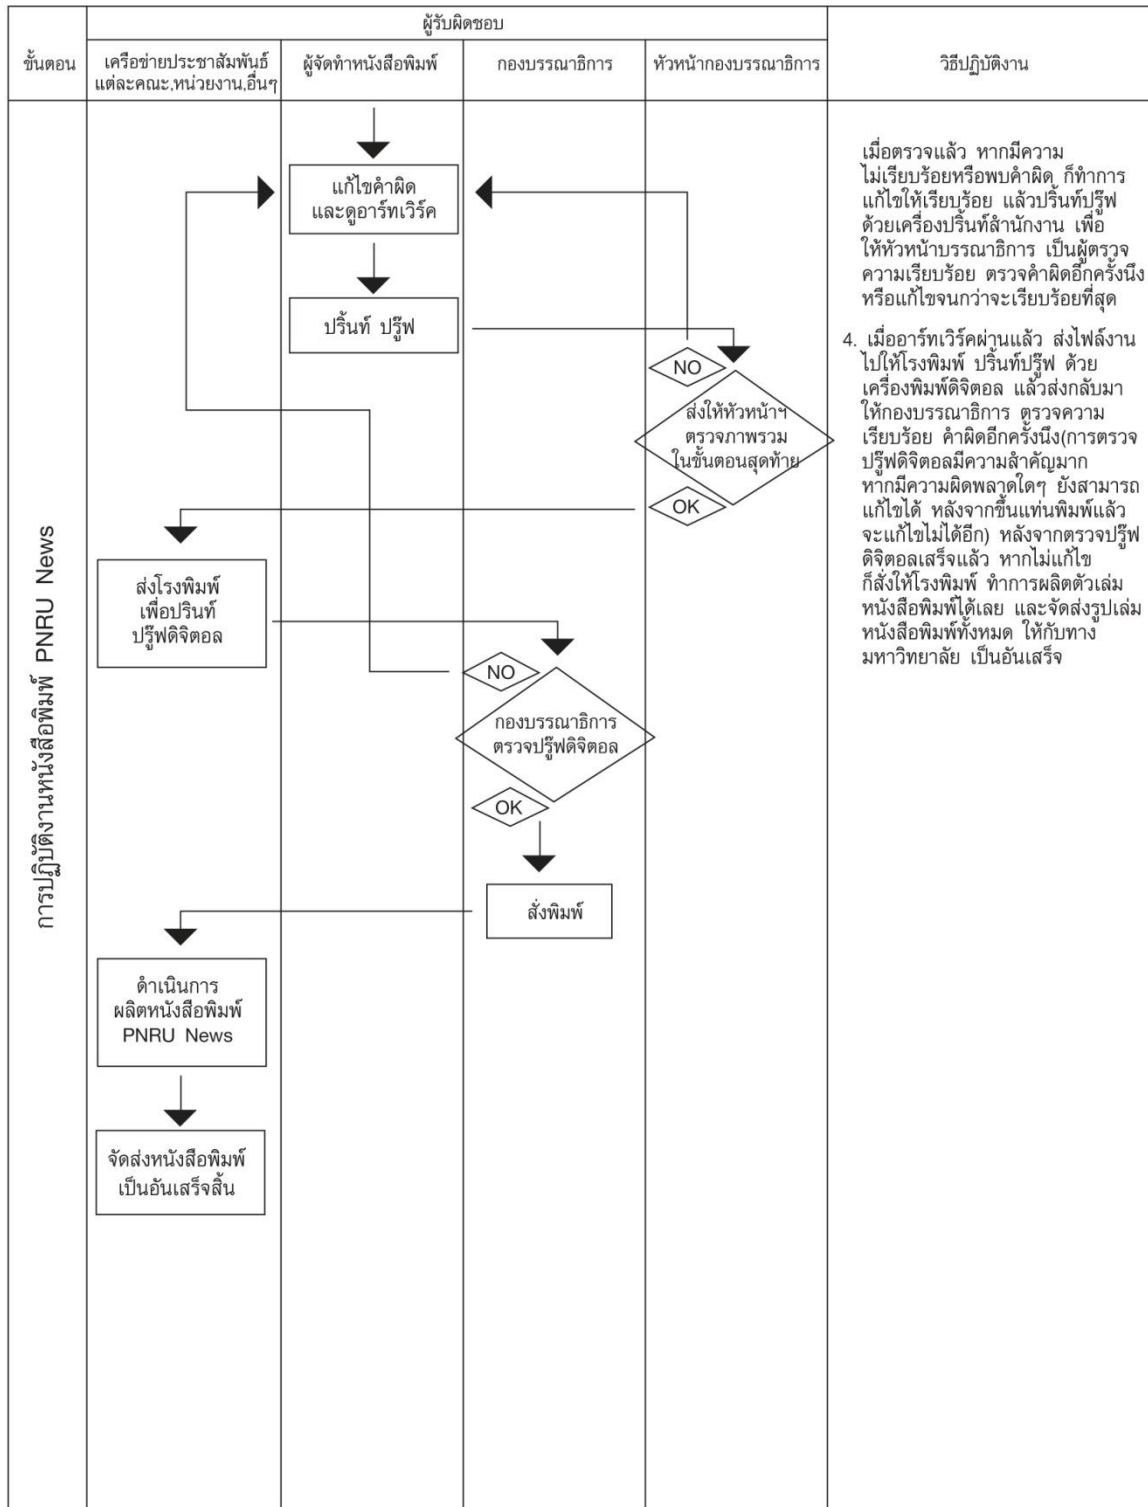 ผู้รับผิดชอบ
ขั้นตอน
เครือข่ายประชาสัมพันธ์
แต่ละคณะ,หน่วยงาน,อื่นๆ
ผู้จัดทำหนังสือพิมพ์
กองบรรณาธิการ
หัวหน้ากองบรรณาธิการ
วิธีปฏิบัติงาน
การปฏิบัติงานหนังสือพิมพ์ PNRU News
แก้ไขคำผิด
และดูอาร์ทเวิร์ค
ปริ้นท์ ปรู๊ฟ
NO
ส่งให้หัวหน้าฯ
ตรวจภาพรวม
ในขั้นตอนสุดท้าย
OK
ส่งโรงพิมพ์
เพื่อปรินท์
ปรู๊ฟดิจิตอล
NO
กองบรรณาธิการ
ตรวจปรู๊ฟดิจิตอล
OK
สั่งพิมพ์
ดำเนินการ
ผลิตหนังสือพิมพ์
PNRU News
จัดส่งหนังสือพิมพ์
เป็นอันเสร็จสิ้น
เมื่อตรวจแล้ว หากมีความ
ไม่เรียบร้อยหรือพบคำผิด ก็ทำการ
แก้ไขให้เรียบร้อย แล้วปริ้นท์ปรู๊ฟ
ด้วยเครื่องปริ้นท์สำนักงาน เพื่อ
ให้หัวหน้าบรรณาธิการ เป็นผู้ตรวจ
ความเรียบร้อย ตรวจคำผิดอีกครั้งนึง
หรือแก้ไขจนกว่าจะเรียบร้อยที่สุด
4. เมื่ออาร์ทเวิร์คผ่านแล้ว ส่งไฟล์งาน
ไปให้โรงพิมพ์ ปริ้นท์ปรู๊ฟ ด้วย
เครื่องพิมพ์ดิจิตอล แล้วส่งกลับมา
ให้กองบรรณาธิการ ตรวจความ
เรียบร้อย คำผิดอีกครั้งนึง(การตรวจ
ปรู๊ฟดิจิตอลมีความสำคัญมาก
หากมีความผิดพลาดใดๆ ยังสามารถ
แก้ไขได้ หลังจากขึ้นแท่นพิมพ์แล้ว
จะแก้ไขไม่ได้อีก) หลังจากตรวจปรู๊ฟ
ดิจิตอลเสร็จแล้ว หากไม่แก้ไข
ก็สั่งให้โรงพิมพ์ ทำการผลิตตัวเล่ม
หนังสือพิมพ์ได้เลย และจัดส่งรูปเล่ม
หนังสือพิมพ์ทั้งหมด ให้กับทาง
มหาวิทยาลัย เป็นอันเสร็จ